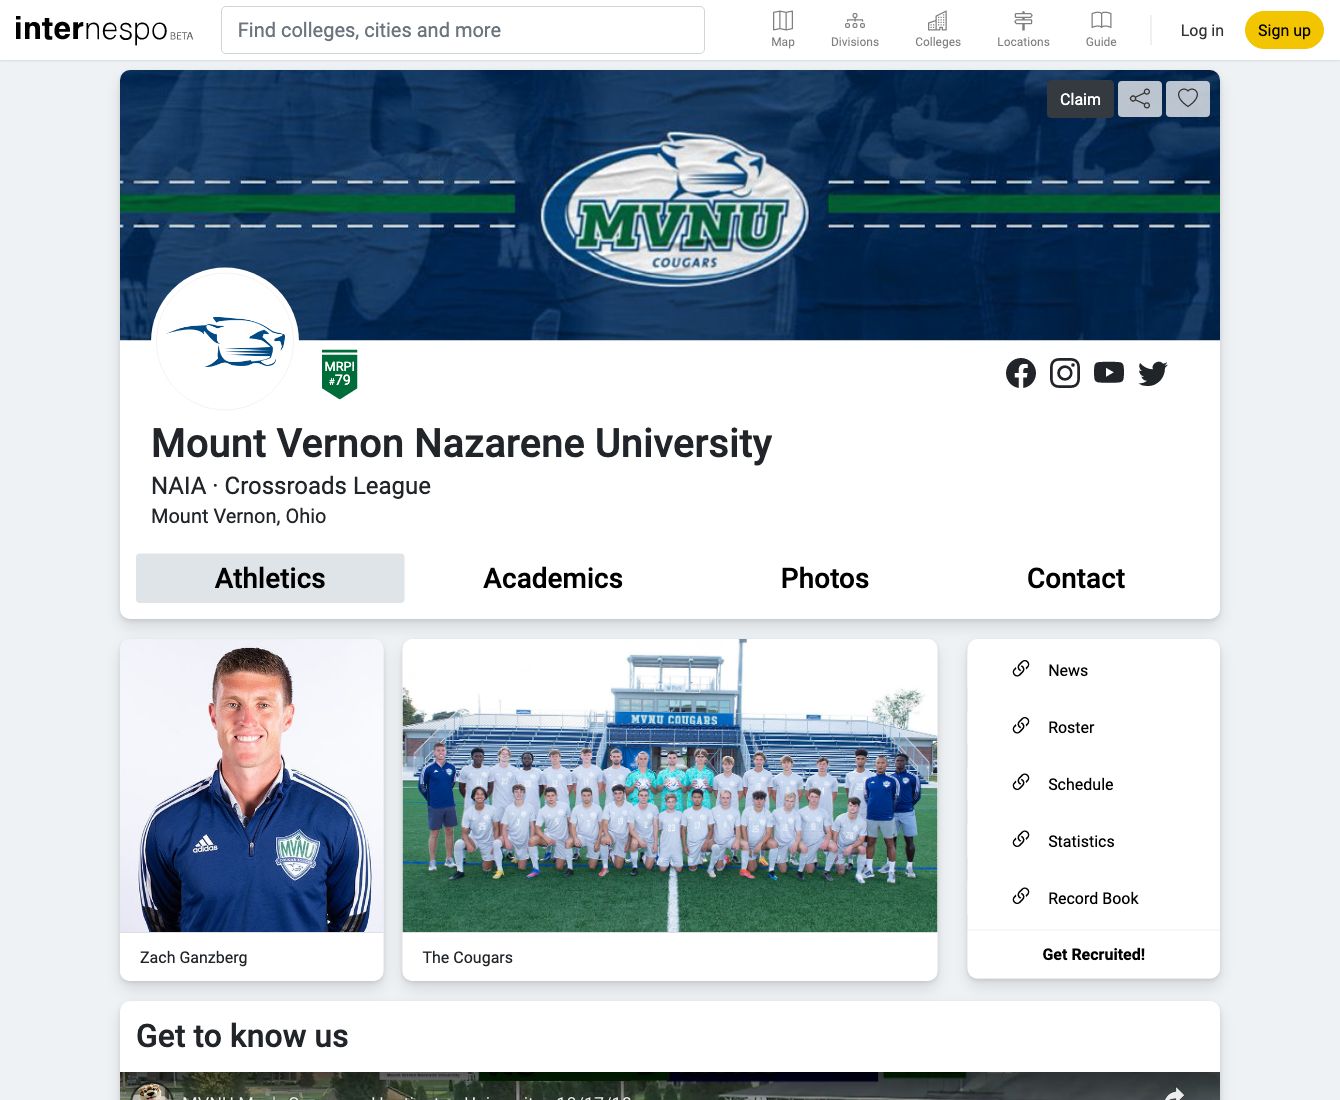 internespo BETA
Find colleges, cities and more
Map
Divisions
Colleges
Locations
Guide
Log in
Sign up
Claim
MVNU
COUGARS
MRPI
#79
Mount Vernon Nazarene University
NAIA · Crossroads League
Mount Vernon, Ohio
Athletics
Academics
Photos
Contact
adidas
MVNU
MVNU COUGARS
News
Roster
Schedule
Statistics
Record Book
Get Recruited!
Zach Ganzberg
The Cougars
Get to know us